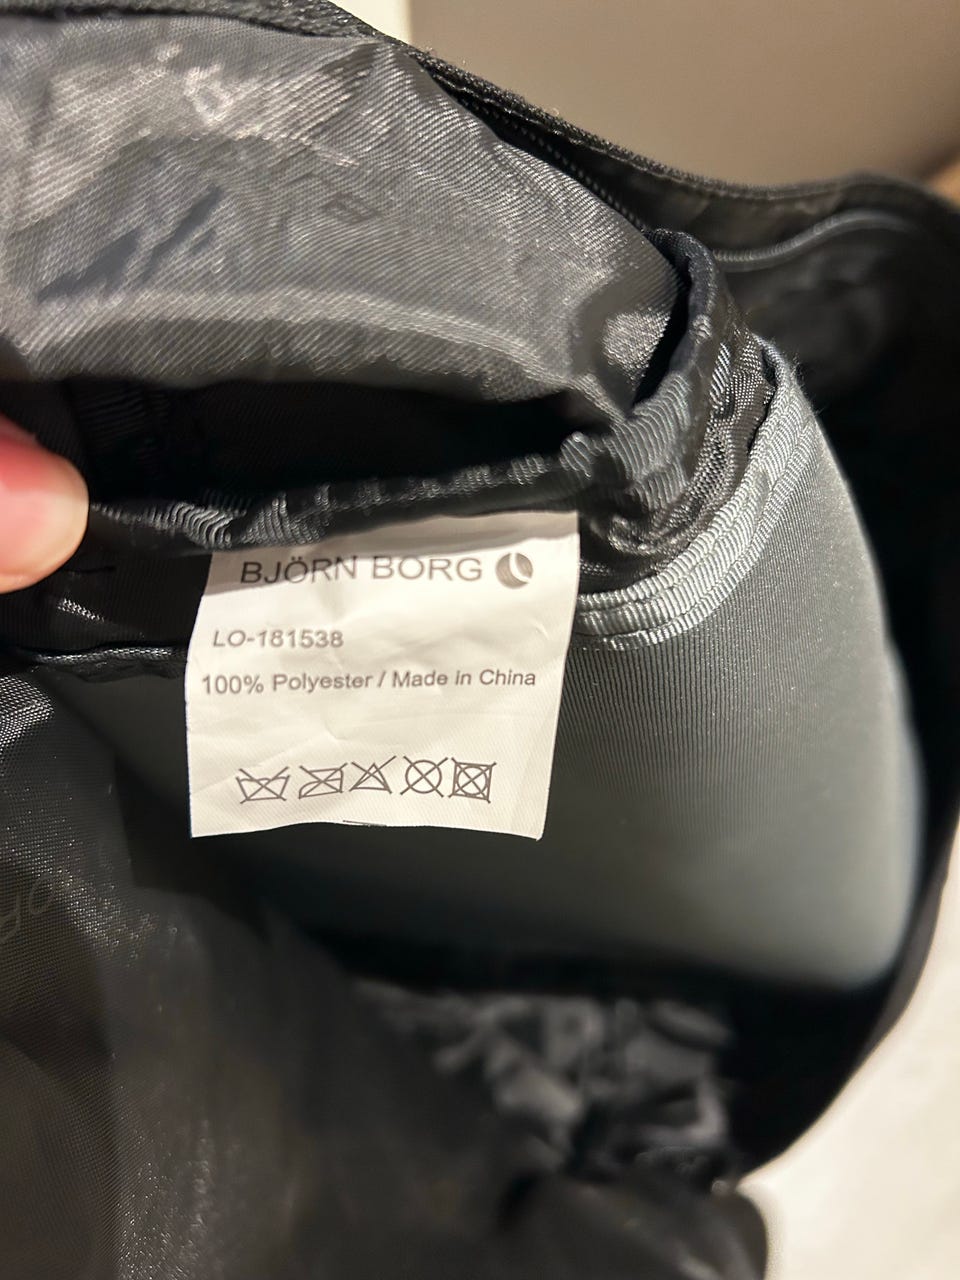 BJÖRN BORG
LO-181538
100% Polyester / Made in China